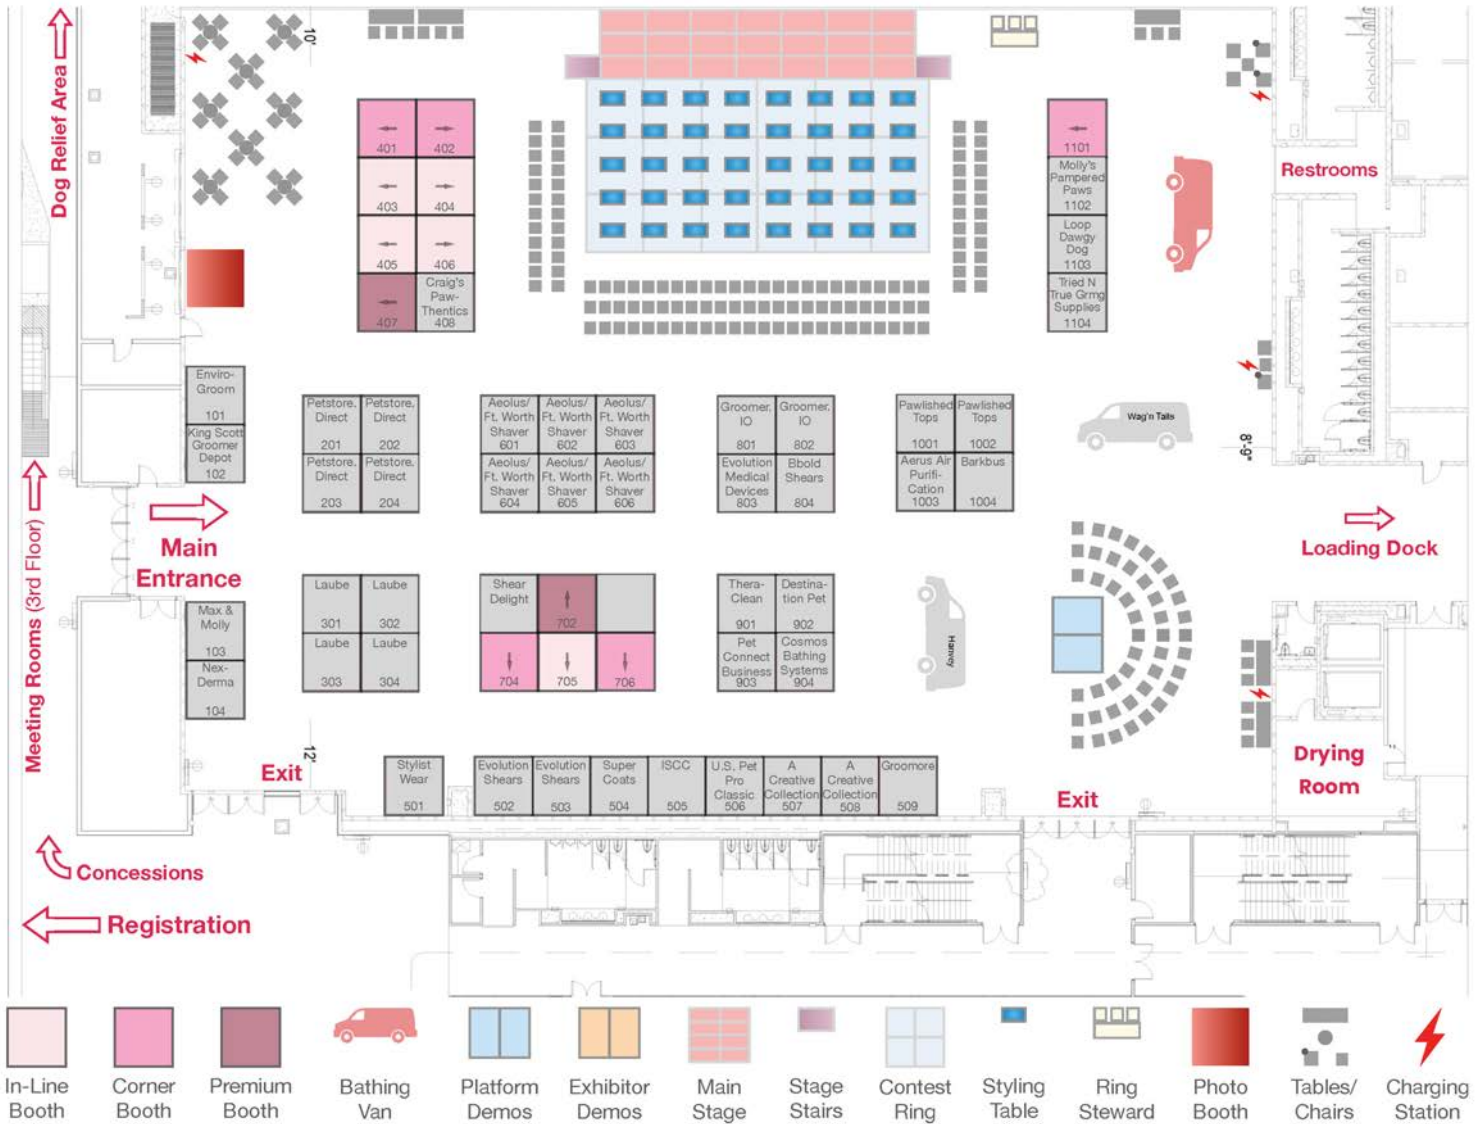 Dog Relief Area
10'
401
402
403
404
405
406
407
Craig's
Paw-
Thentics
408
1101
Molly's
Pampered
Paws
1102
Loop
Dawgy
Dog
1103
Tried N
True Grmg
Supplies
1104
Restrooms
Enviro-
Groom
101
King Scott
Groomer
Depot
102
Petstore.
Direct
201
Petstore.
Direct
202
Petstore.
Direct
203
Petstore.
Direct
204
Aeolus/
Ft. Worth
Shaver
601
Aeolus/
Ft. Worth
Shaver
602
Aeolus/
Ft. Worth
Shaver
603
Aeolus/
Ft. Worth
Shaver
604
Aeolus/
Ft. Worth
Shaver
605
Aeolus/
Ft. Worth
Shaver
606
Groomer.
IO
801
Groomer.
IO
802
Evolution
Medical
Devices
803
Bbold
Shears
804
Pawlished
Tops
1001
Pawlished
Tops
1002
Aerus Air
Purifi-
Cation
1003
Barkbus
1004
Wag'n Tails
8'-9"
Meeting Rooms (3rd Floor)
Main
Entrance
Loading Dock
Max &
Molly
103
Nex-
Derma
104
Laube
301
Laube
302
Laube
303
Laube
304
Shear
Delight
702
704
705
706
Thera-
Clean
901
Destina-
tion Pet
902
Pet
Connect
Business
903
Cosmos
Bathing
Systems
904
Hanvey
12'
Exit
Stylist
Wear
501
Evolution
Shears
502
Evolution
Shears
503
Super
Coats
504
ISCC
505
U.S. Pet
Pro
Classic
506
A
Creative
Collection
507
A
Creative
Collection
508
Groomore
509
Exit
Drying
Room
Concessions
Registration
In-Line
Booth
Corner
Booth
Premium
Booth
Bathing
Van
Platform
Demos
Exhibitor
Demos
Main
Stage
Stage
Stairs
Contest
Ring
Styling
Table
Ring
Steward
Photo
Booth
Tables/
Chairs
Charging
Station